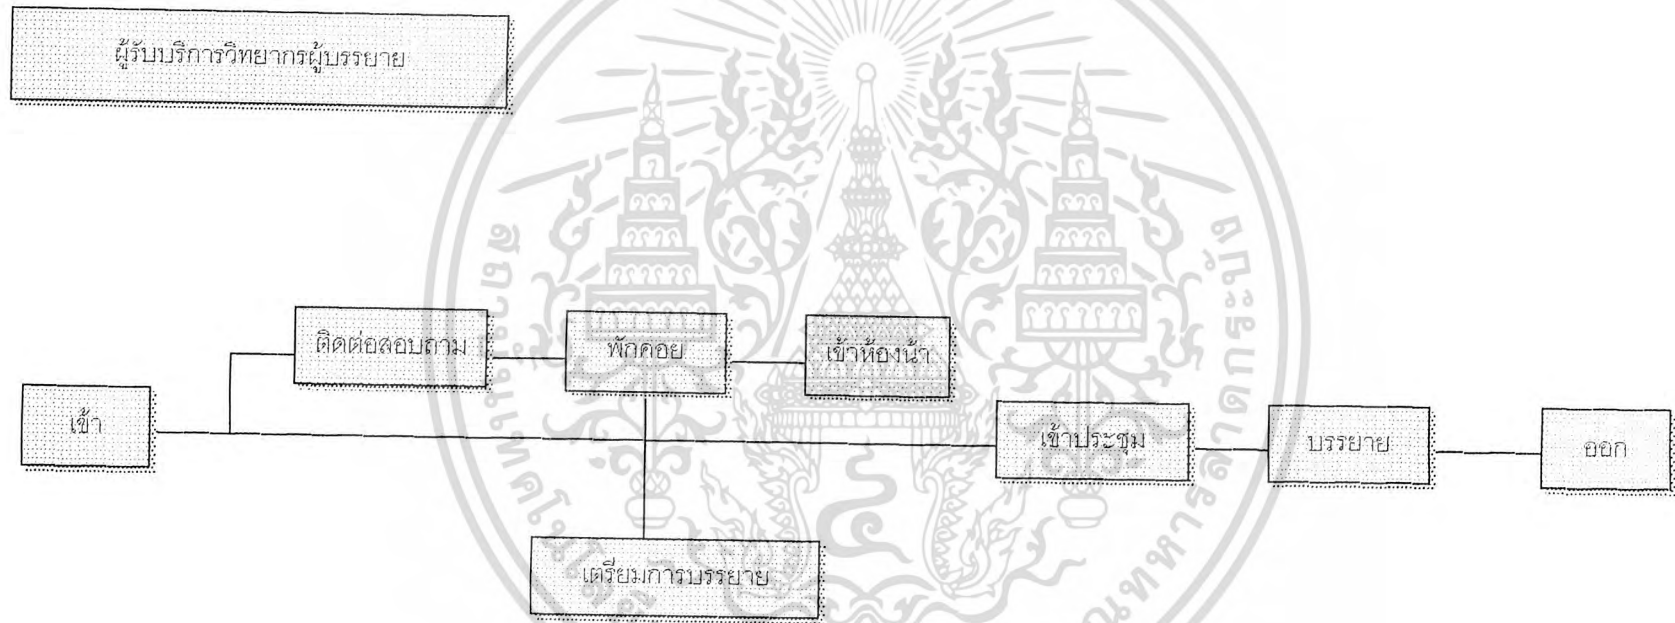 ผู้รับบริการวิทยากรผู้บรรยาย
ติดต่อสอบถาม
พักคอย
เข้าห้องน้ำ
เข้า
เข้าประชุม
บรรยาย
ออก
เตรียมการบรรยาย